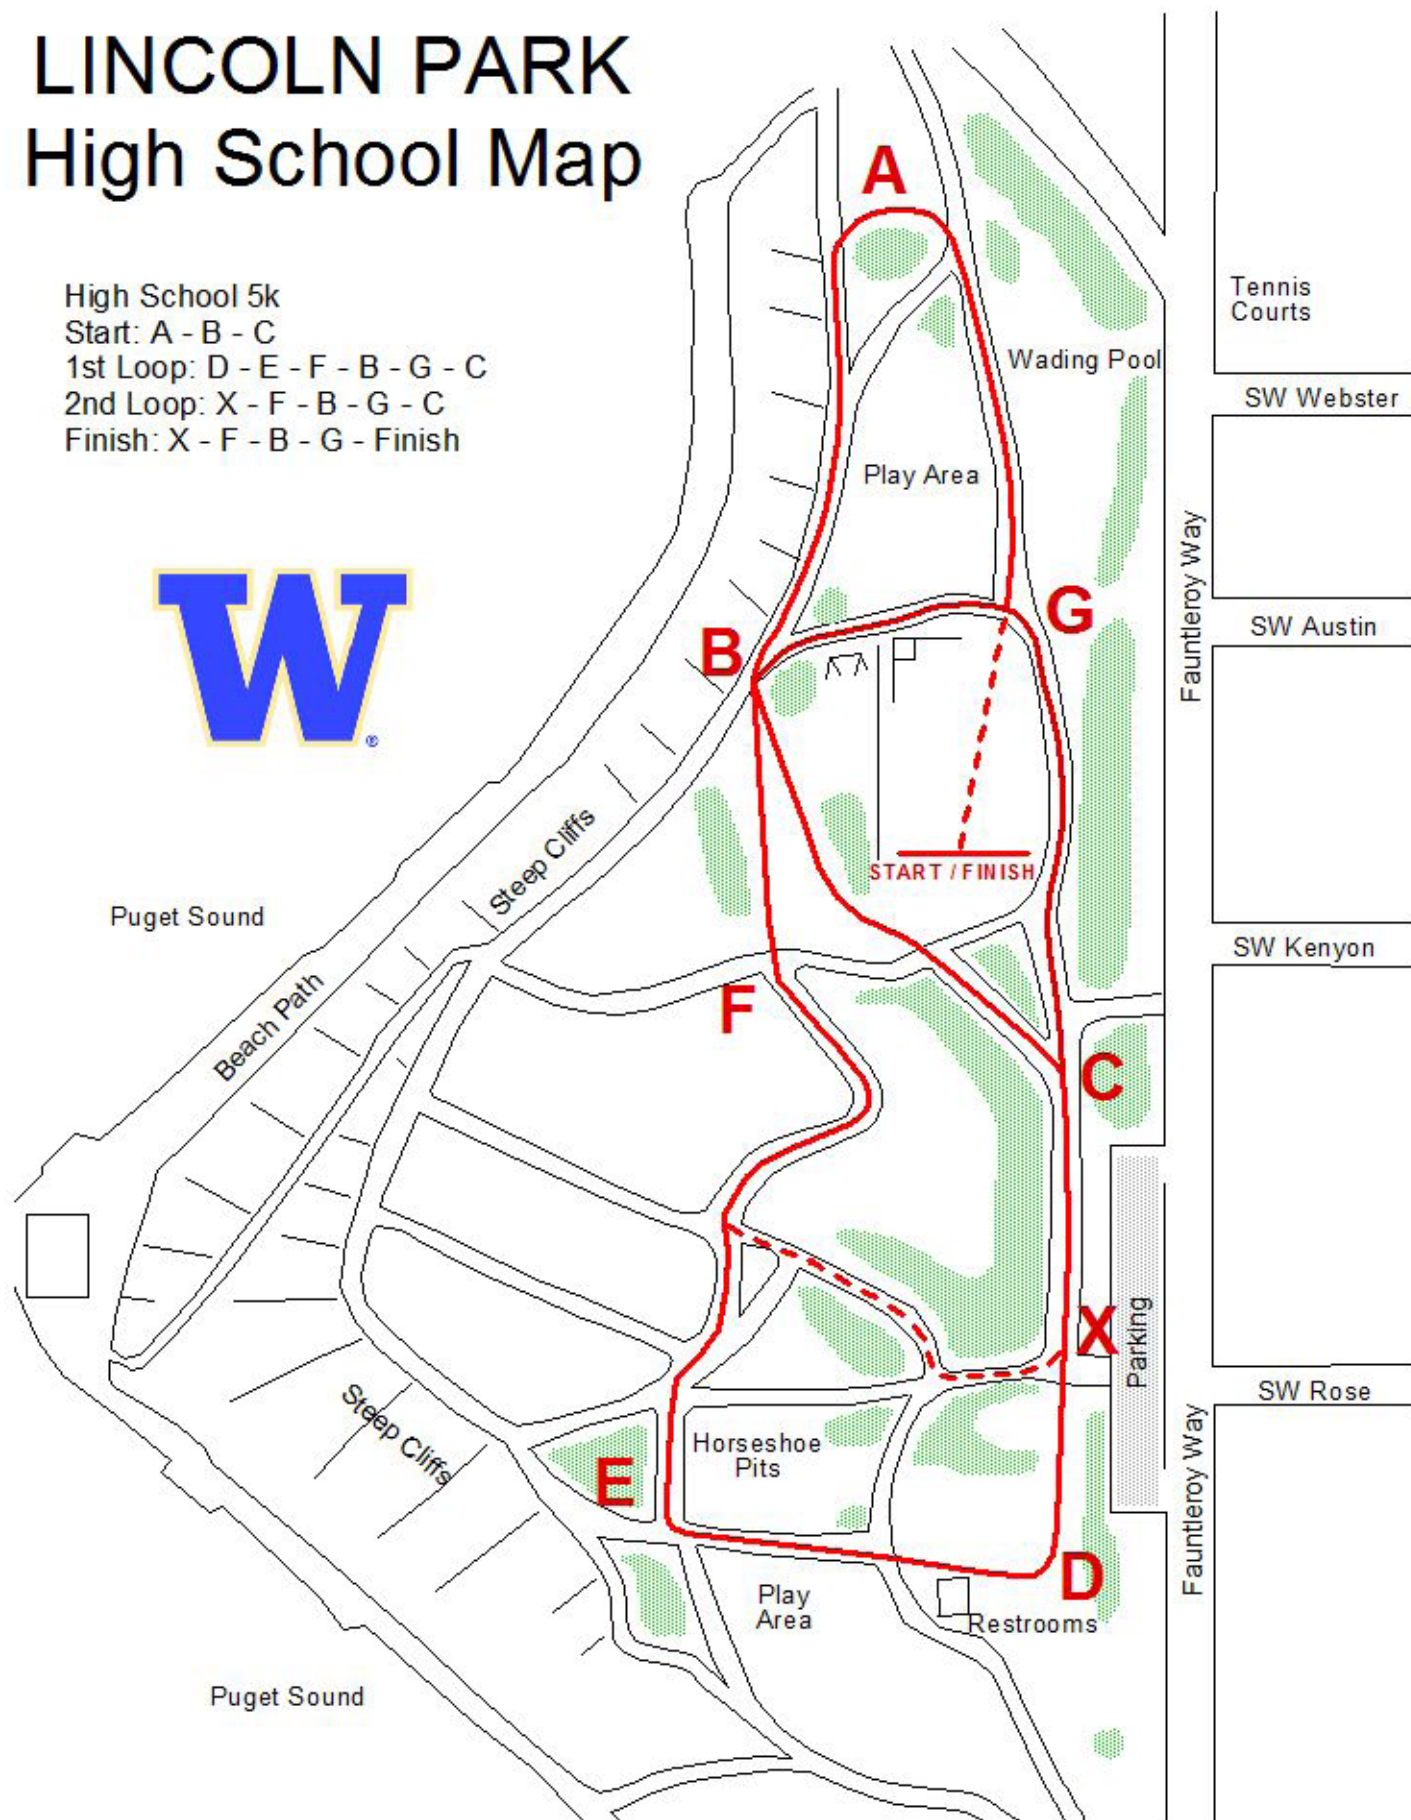 LINCOLN PARK
High School Map
High School 5k
Start: A - B - C
1st Loop: D - E - F - B - G - C
2nd Loop: X - F - B - G - C
Finish: X - F - B - G - Finish
W
®
A
Tennis
Courts
Wading Pool
SW Webster
Play Area
Fauntleroy Way
G
SW Austin
B
START / FINISH
Steep Cliffs
Puget Sound
SW Kenyon
Beach Path
F
C
X
Parking
SW Rose
Steep Cliffs
Horseshoe
Pits
E
Fauntleroy Way
D
Play
Area
Restrooms
Puget Sound